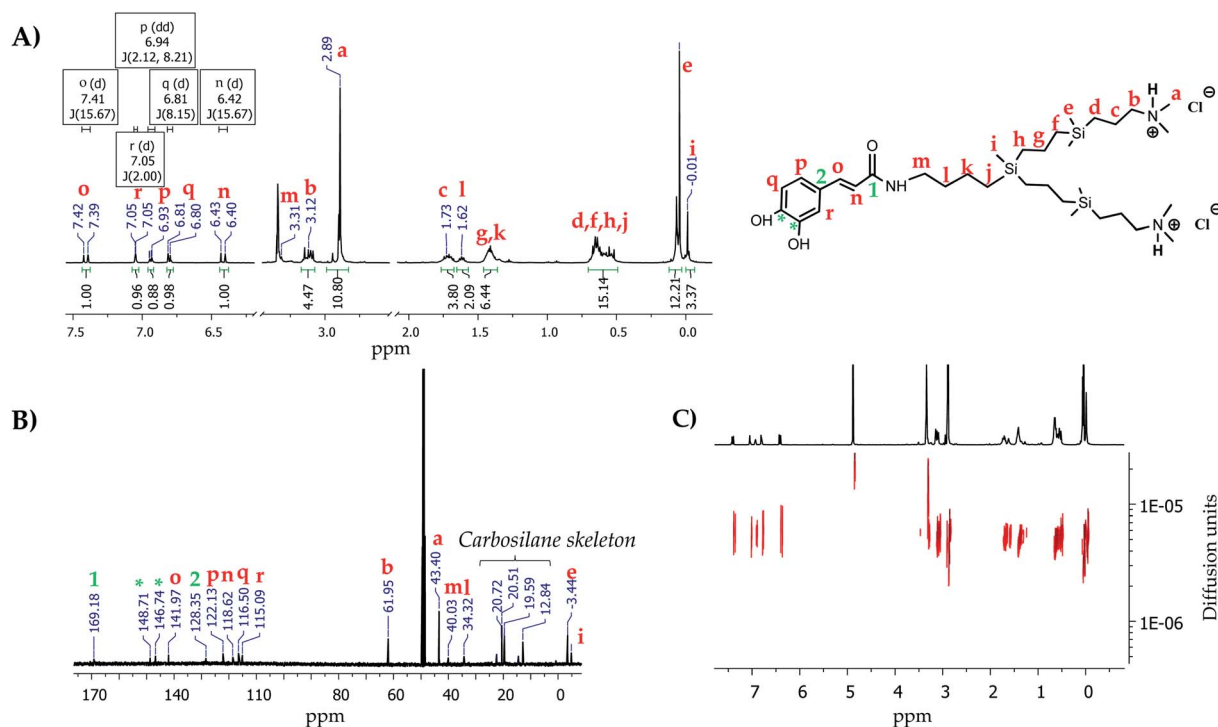 A)
p (dd)
6.94
J(2.12, 8.21)
o (d)
7.41
J(15.67)
q (d)
6.81
J(8.15)
n (d)
6.42
J(15.67)
r (d)
7.05
J(2.00)
o r p q n m b a c l g,k d,f,h,j e i
7.42
7.39
7.05
7.05
6.93
6.81
6.80
6.43
6.40
3.31
3.12
2.89
1.73
1.62
-0.01
1.00
0.96
0.88
0.98
1.00
4.47
10.80
3.80
2.09
6.44
15.14
12.21
3.37
7.5 7.0 6.5 3.0 2.0 1.5 1.0 0.5 0.0
ppm
a
b
c
d
e
f
g
h
i
j
k
l
m
n
o
p
q
r
1
2
*
*
O
NH
OH
OH
Si
Si
Si
H
N
⊕
Cl ⊖
N
H
⊕
Cl ⊖
B)
1 * * o 2 p n q r b a m l e i
Carbosilane skeleton
169.18
148.71
146.74
141.97
128.35
122.13
118.62
116.50
115.09
61.95
43.40
40.03
34.32
20.72
20.51
19.59
12.84
-3.44
170 150 130 110 60 50 40 30 20 10 0
ppm
C)
1E-05
1E-06
Diffusion units
7 6 5 4 3 2 1 0
ppm